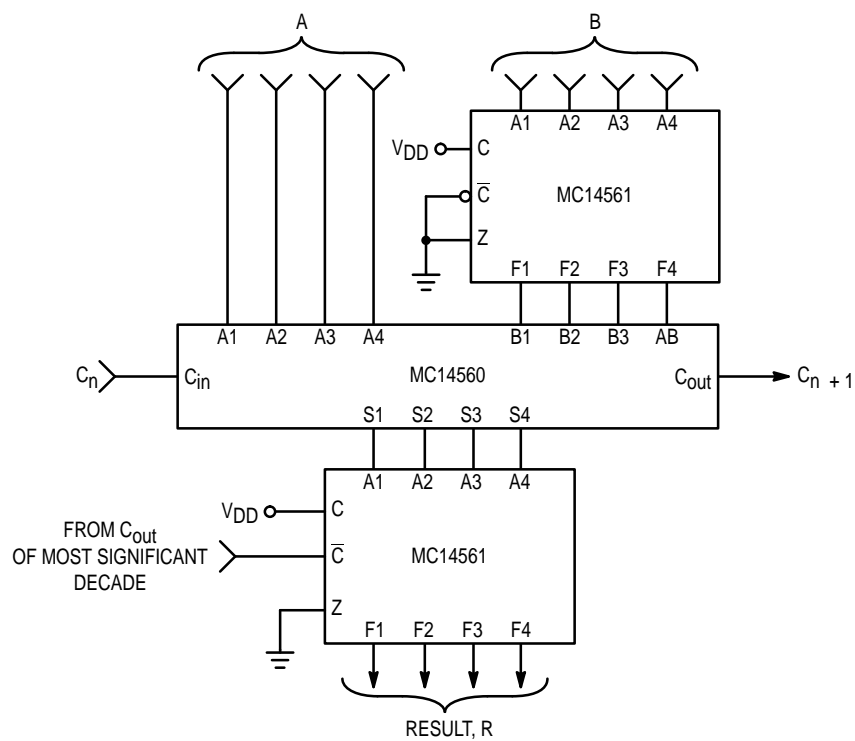 A
B
A1 A2 A3 A4
VDD
C
C̅
MC14561
Z
F1 F2 F3 F4
A1 A2 A3 A4
B1 B2 B3 AB
Cn
Cin
MC14560
Cout
Cn + 1
S1 S2 S3 S4
A1 A2 A3 A4
VDD
C
FROM Cout
OF MOST SIGNIFICANT
DECADE
C̅
MC14561
Z
F1 F2 F3 F4
RESULT, R